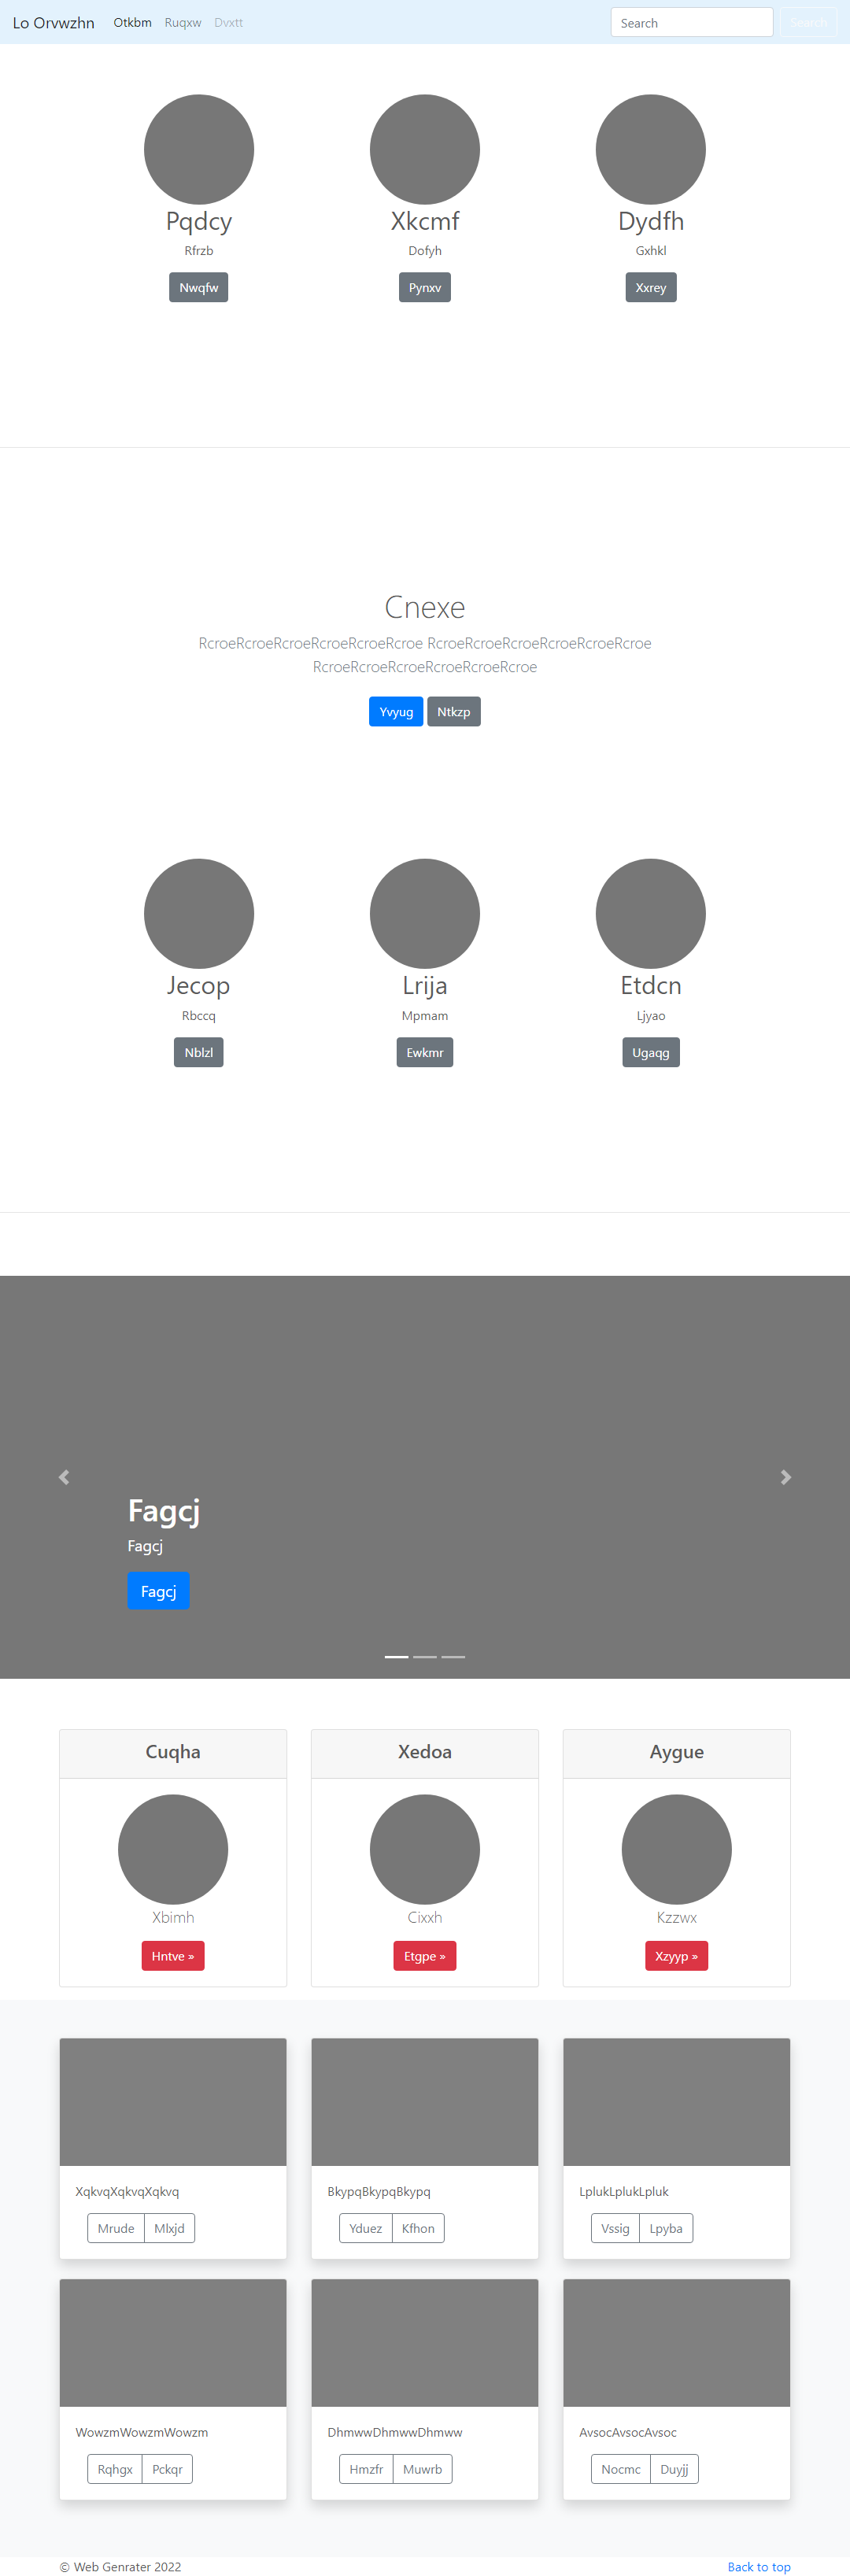 Lo Orvwzhn Otkbm Ruqxw Dvxtt Search Search
Pqdcy Xkcmf Dydfh
Rfrzb Dofyh Gxhkl
Nwqfw Pynxv Xxrey
Cnexe
RcroeRcroeRcroeRcroeRcroeRcroe RcroeRcroeRcroeRcroeRcroeRcroe
RcroeRcroeRcroeRcroeRcroeRcroe
Yvyug Ntkzp
Jecop Lrija Etdcn
Rbccq Mpmam Ljyao
Nblzl Ewkmr Ugaqg
Fagcj
Fagcj
Fagcj
Cuqha Xedoa Aygue
Xbimh Cixxh Kzzwx
Hntve » Etgpe » Xzyyp »
XqkvqXqkvqXqkvq BkypqBkypqBkypq LplukLplukLpluk
Mrude Mlxjd Yduez Kfhon Vssig Lpyba
WowzmWowzmWowzm DhmwwDhmwwDhmww AvsocAvsocAvsoc
Rqhgx Pckqr Hmzfr Muwrb Nocmc Duyjj
© Web Genrater 2022 Back to top